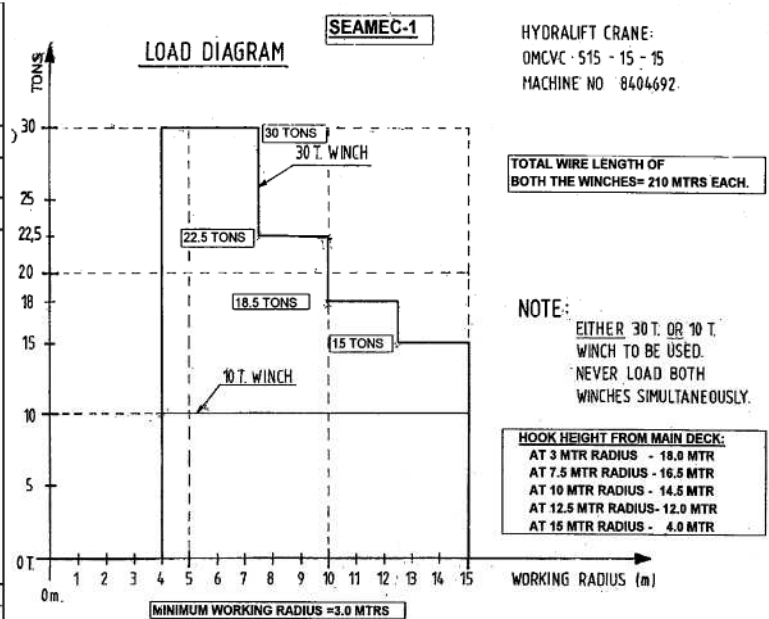 SEAMEC-1
LOAD DIAGRAM
HYDRALIFT CRANE:
OMCVC · 515 - 15 - 15
MACHINE NO 8404692.
TONS
30
25
22,5
20
18
15
10
5
0 T.
30 TONS
30 T. WINCH
22.5 TONS
18.5 TONS
15 TONS
10 T. WINCH
TOTAL WIRE LENGTH OF
BOTH THE WINCHES= 210 MTRS EACH.
NOTE:
EITHER 30 T. OR 10 T.
WINCH TO BE USED.
NEVER LOAD BOTH
WINCHES SIMULTANEOUSLY.
HOOK HEIGHT FROM MAIN DECK:
AT 3 MTR RADIUS - 18.0 MTR
AT 7.5 MTR RADIUS - 16.5 MTR
AT 10 MTR RADIUS - 14.5 MTR
AT 12.5 MTR RADIUS- 12.0 MTR
AT 15 MTR RADIUS - 4.0 MTR
1 2 3 4 5 6 7 8 9 10 11 12 13 14 15
WORKING RADIUS (m)
0m.
MINIMUM WORKING RADIUS =3.0 MTRS